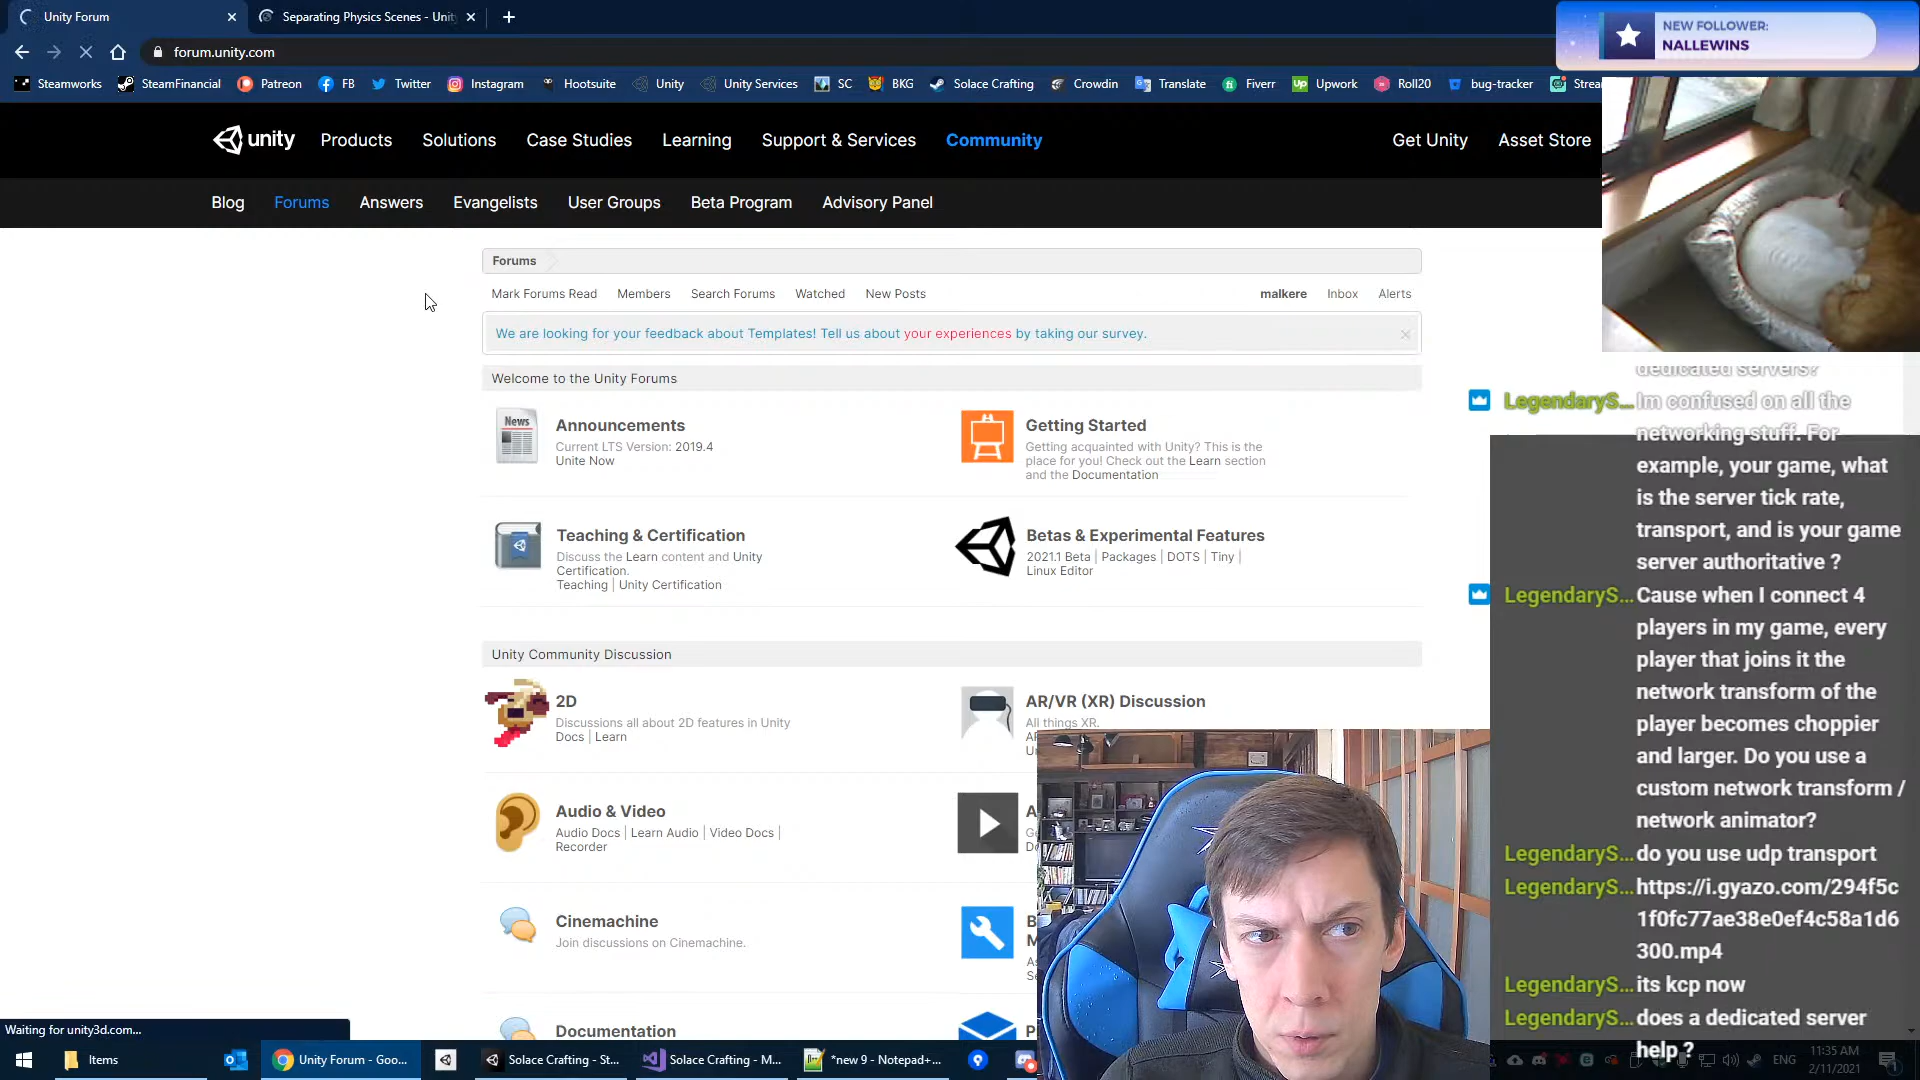 Unity Forum
Separating Physics Scenes - Unity
forum.unity.com
Steamworks
SteamFinancial
Patreon
FB
Twitter
Instagram
Hootsuite
Unity
Unity Services
SC
BKG
Solace Crafting
Crowdin
Translate
Fiverr
Upwork
Roll20
bug-tracker
Strea
NEW FOLLOWER:
NALLEWINS
unity
Products
Solutions
Case Studies
Learning
Support & Services
Community
Get Unity
Asset Store
Blog
Forums
Answers
Evangelists
User Groups
Beta Program
Advisory Panel
Forums
Mark Forums Read
Members
Search Forums
Watched
New Posts
malkere
Inbox
Alerts
We are looking for your feedback about Templates! Tell us about your experiences by taking our survey.
Welcome to the Unity Forums
News
Announcements
Current LTS Version: 2019.4
Unite Now
Getting Started
Getting acquainted with Unity? This is the
place for you! Check out the Learn section
and the Documentation
Teaching & Certification
Discuss the Learn content and Unity
Certification.
Teaching | Unity Certification
Betas & Experimental Features
2021.1 Beta | Packages | DOTS | Tiny |
Linux Editor
Unity Community Discussion
2D
Discussions all about 2D features in Unity
Docs | Learn
AR/VR (XR) Discussion
All things XR.
Audio & Video
Audio Docs | Learn Audio | Video Docs |
Recorder
Cinemachine
Join discussions on Cinemachine.
Documentation
dedicated servers?
LegendaryS... Im confused on all the
networking stuff. For
example, your game, what
is the server tick rate,
transport, and is your game
server authoritative ?
LegendaryS... Cause when I connect 4
players in my game, every
player that joins it the
network transform of the
player becomes choppier
and larger. Do you use a
custom network transform /
network animator?
LegendaryS... do you use udp transport
LegendaryS... https://i.gyazo.com/294f5c
1f0fc77ae38e0ef4c58a1d6
300.mp4
LegendaryS... its kcp now
LegendaryS... does a dedicated server
help ?
Waiting for unity3d.com...
Items
Unity Forum - Goo...
Solace Crafting - St...
Solace Crafting - M...
*new 9 - Notepad+...
ENG
11:35 AM
2/11/2021